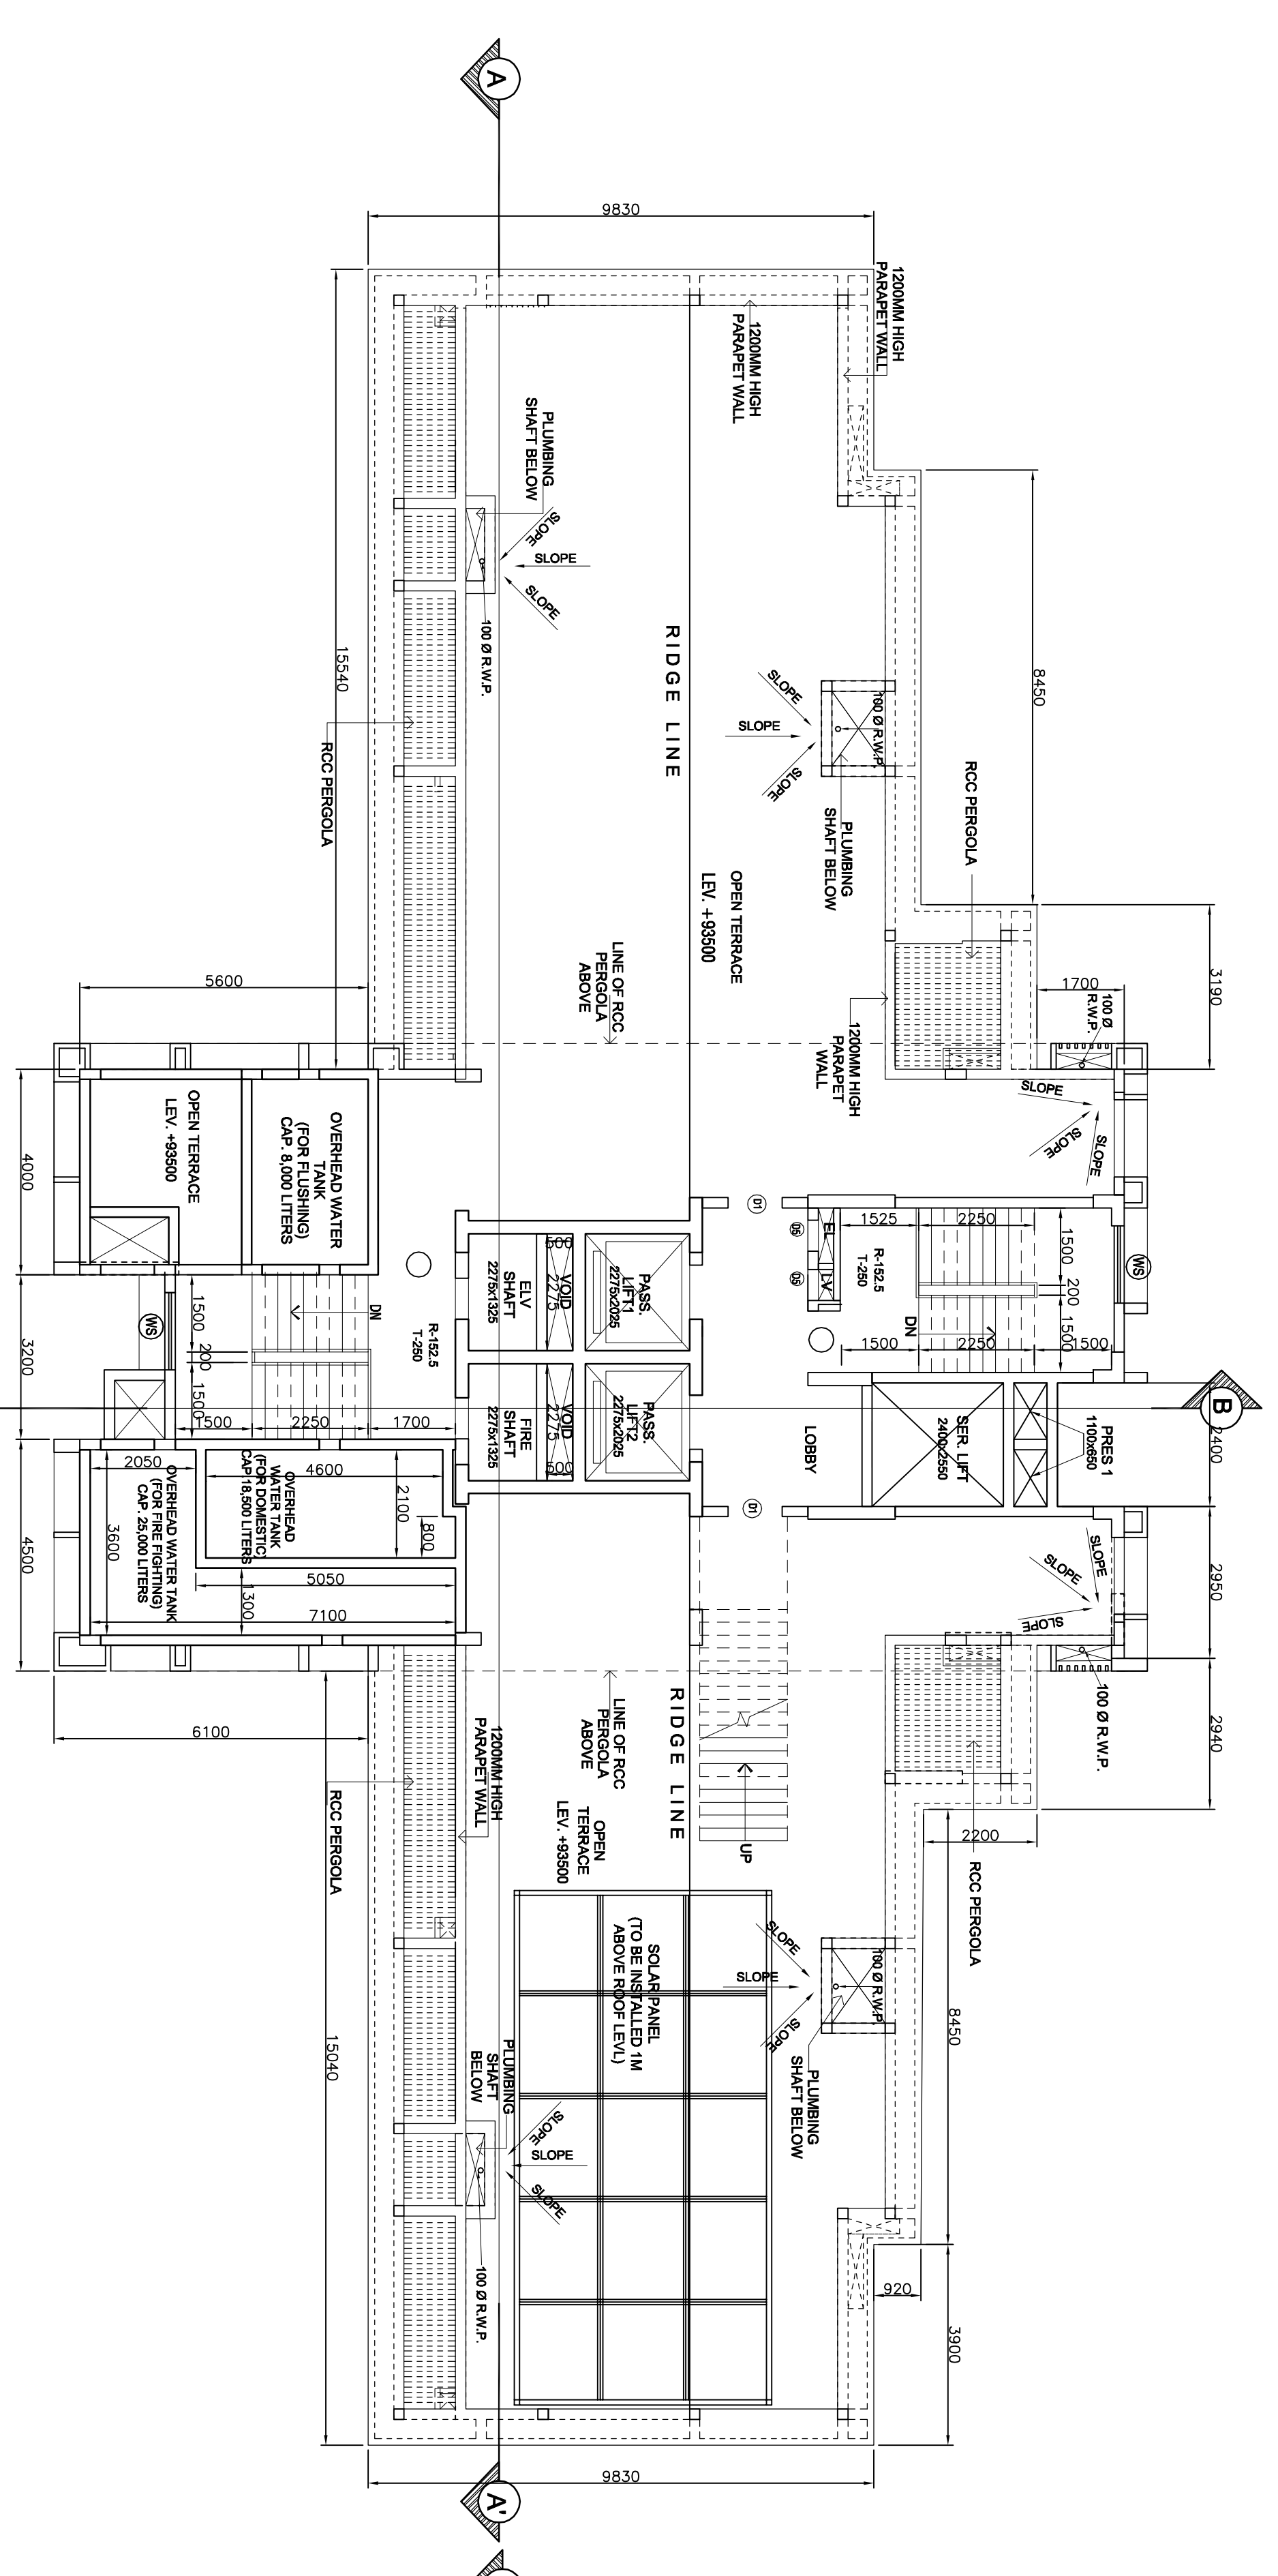 A
9830
1200MM HIGH
PARAPET WALL
1200MM HIGH
PARAPET WALL
PLUMBING
SHAFT BELOW
SLOPE
SLOPE
SLOPE
100 Ø R.W.P.
15540
RCC PERGOLA
RIDGE LINE
8450
SLOPE
SLOPE
SLOPE
100 Ø R.W.P.
PLUMBING
SHAFT BELOW
RCC PERGOLA
OPEN TERRACE
LEV. +93500
LINE OF RCC
PERGOLA
ABOVE
1200MM HIGH
PARAPET
WALL
3190
1700
100 Ø
R.W.P.
5600
SLOPE
SLOPE
SLOPE
OPEN TERRACE
LEV. +93500
OVERHEAD WATER
TANK
(FOR FLUSHING)
CAP. 8,000 LITERS
4000
D1
D5
D5
EL
LV
1525
2250
R-152.5
T-250
1500
200
1500
WS
DN
1500
2250
1500
500
VOID
2275
ELV
SHAFT
2275x1325
PASS.
LIFT1
2275x2025
PASS.
LIFT2
2275x2025
VOID
2275
500
FIRE
SHAFT
2275x1325
DN
R-152.5
T-250
1500
200
1500
WS
3200
1500
2250
1700
B
2400
PRES 1
1100x650
SER. LIFT
2400x2550
LOBBY
D1
2050
4600
2100
800
OVERHEAD
WATER TANK
(FOR DOMESTIC)
CAP.18,500 LITERS
OVERHEAD WATER TANK
(FOR FIRE FIGHTING)
CAP. 25,000 LITERS
3600
5050
1300
7100
4500
6100
2950
SLOPE
SLOPE
SLOPE
100 Ø R.W.P.
2940
LINE OF RCC
PERGOLA
ABOVE
RIDGE LINE
1200MM HIGH
PARAPET WALL
RCC PERGOLA
OPEN
TERRACE
LEV. +93500
UP
2200
RCC PERGOLA
SOLAR PANEL
(TO BE INSTALLED 1M
ABOVE ROOF LEVL)
SLOPE
SLOPE
SLOPE
100 Ø R.W.P.
PLUMBING
SHAFT BELOW
8450
15040
PLUMBING
SHAFT
BELOW
SLOPE
SLOPE
SLOPE
100 Ø R.W.P.
920
3900
9830
A'